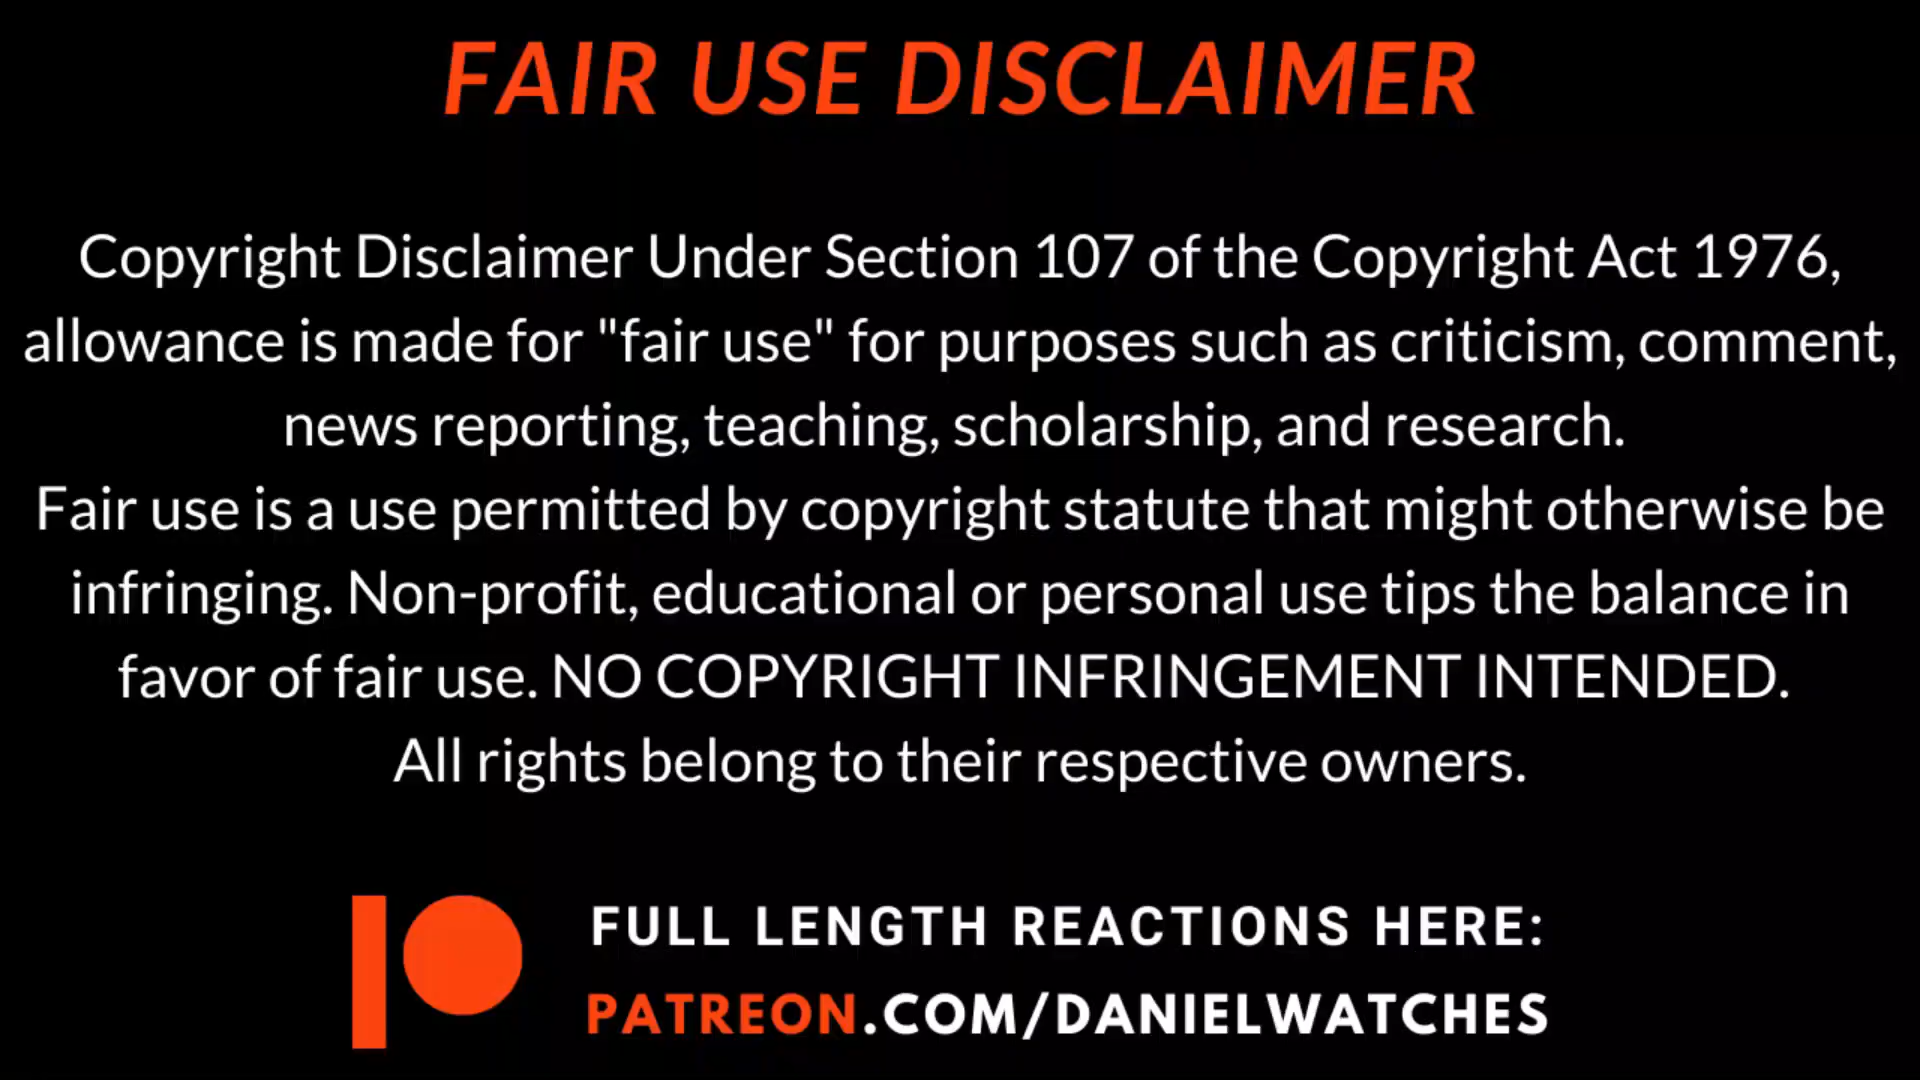 FAIR USE DISCLAIMER
Copyright Disclaimer Under Section 107 of the Copyright Act 1976,
allowance is made for "fair use" for purposes such as criticism, comment,
news reporting, teaching, scholarship, and research.
Fair use is a use permitted by copyright statute that might otherwise be
infringing. Non-profit, educational or personal use tips the balance in
favor of fair use. NO COPYRIGHT INFRINGEMENT INTENDED.
All rights belong to their respective owners.
FULL LENGTH REACTIONS HERE:
PATREON.COM/DANIELWATCHES